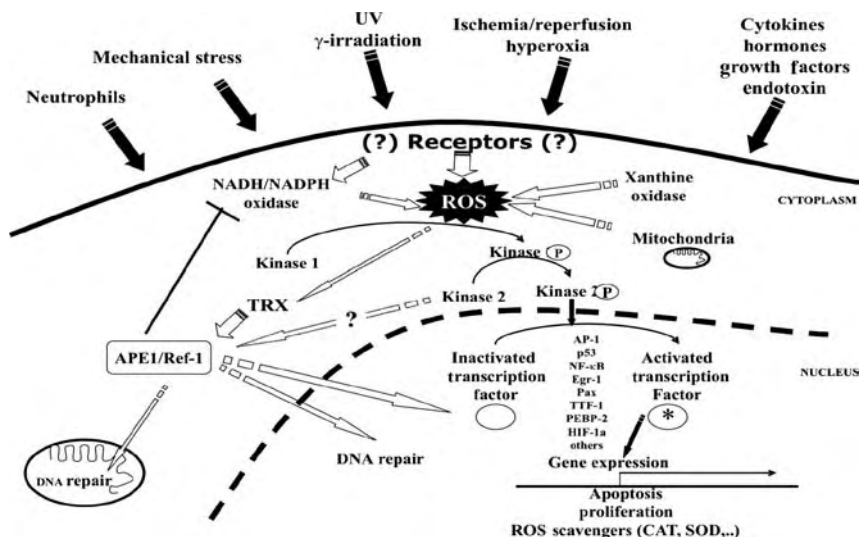 UV
γ-irradiation
Ischemia/reperfusion
hyperoxia
Cytokines
hormones
growth factors
endotoxin
Mechanical stress
Neutrophils
(?) Receptors (?)
NADH/NADPH
oxidase
ROS
Xanthine
oxidase
CYTOPLASM
Mitochondria
Kinase 1
Kinase P
TRX
Kinase 2
Kinase 2 P
?
APE1/Ref-1
Inactivated
transcription
factor
AP-1
p53
NF-κB
Egr-1
Pax
TTF-1
PEBP-2
HIF-1a
others
Activated
transcription
Factor
*
NUCLEUS
DNA repair
DNA repair
Gene expression
Apoptosis
proliferation
ROS scavengers (CAT, SOD,..)